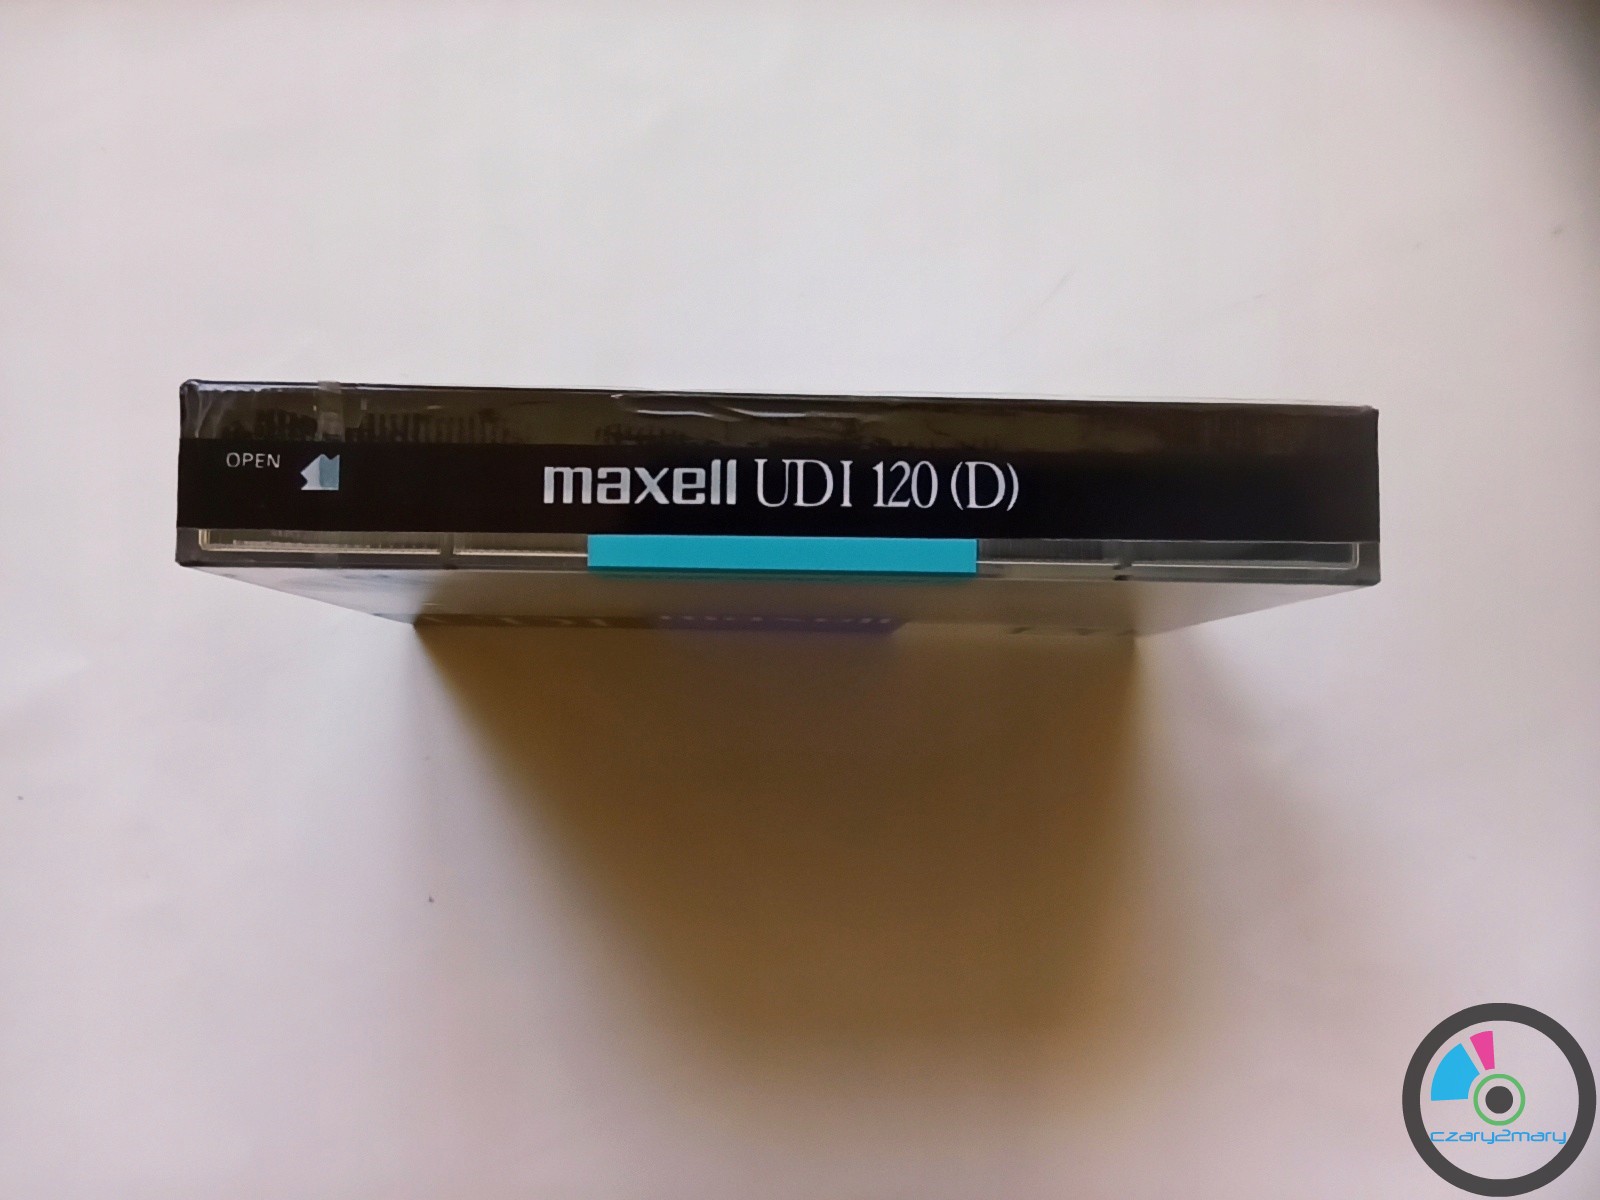 OPEN
maxell UDI 120 (D)
czary2mary